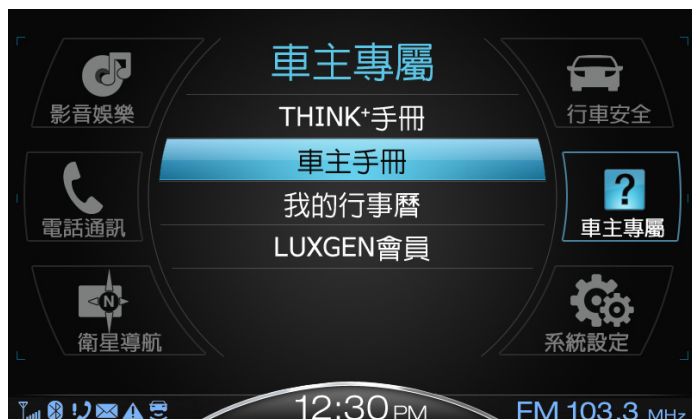 車主專屬
影音娛樂
電話通訊
衛星導航
THINK+手冊
車主手冊
我的行事曆
LUXGEN會員
行車安全
?
車主專屬
系統設定
N
12:30 PM
FM 103.3 MHz